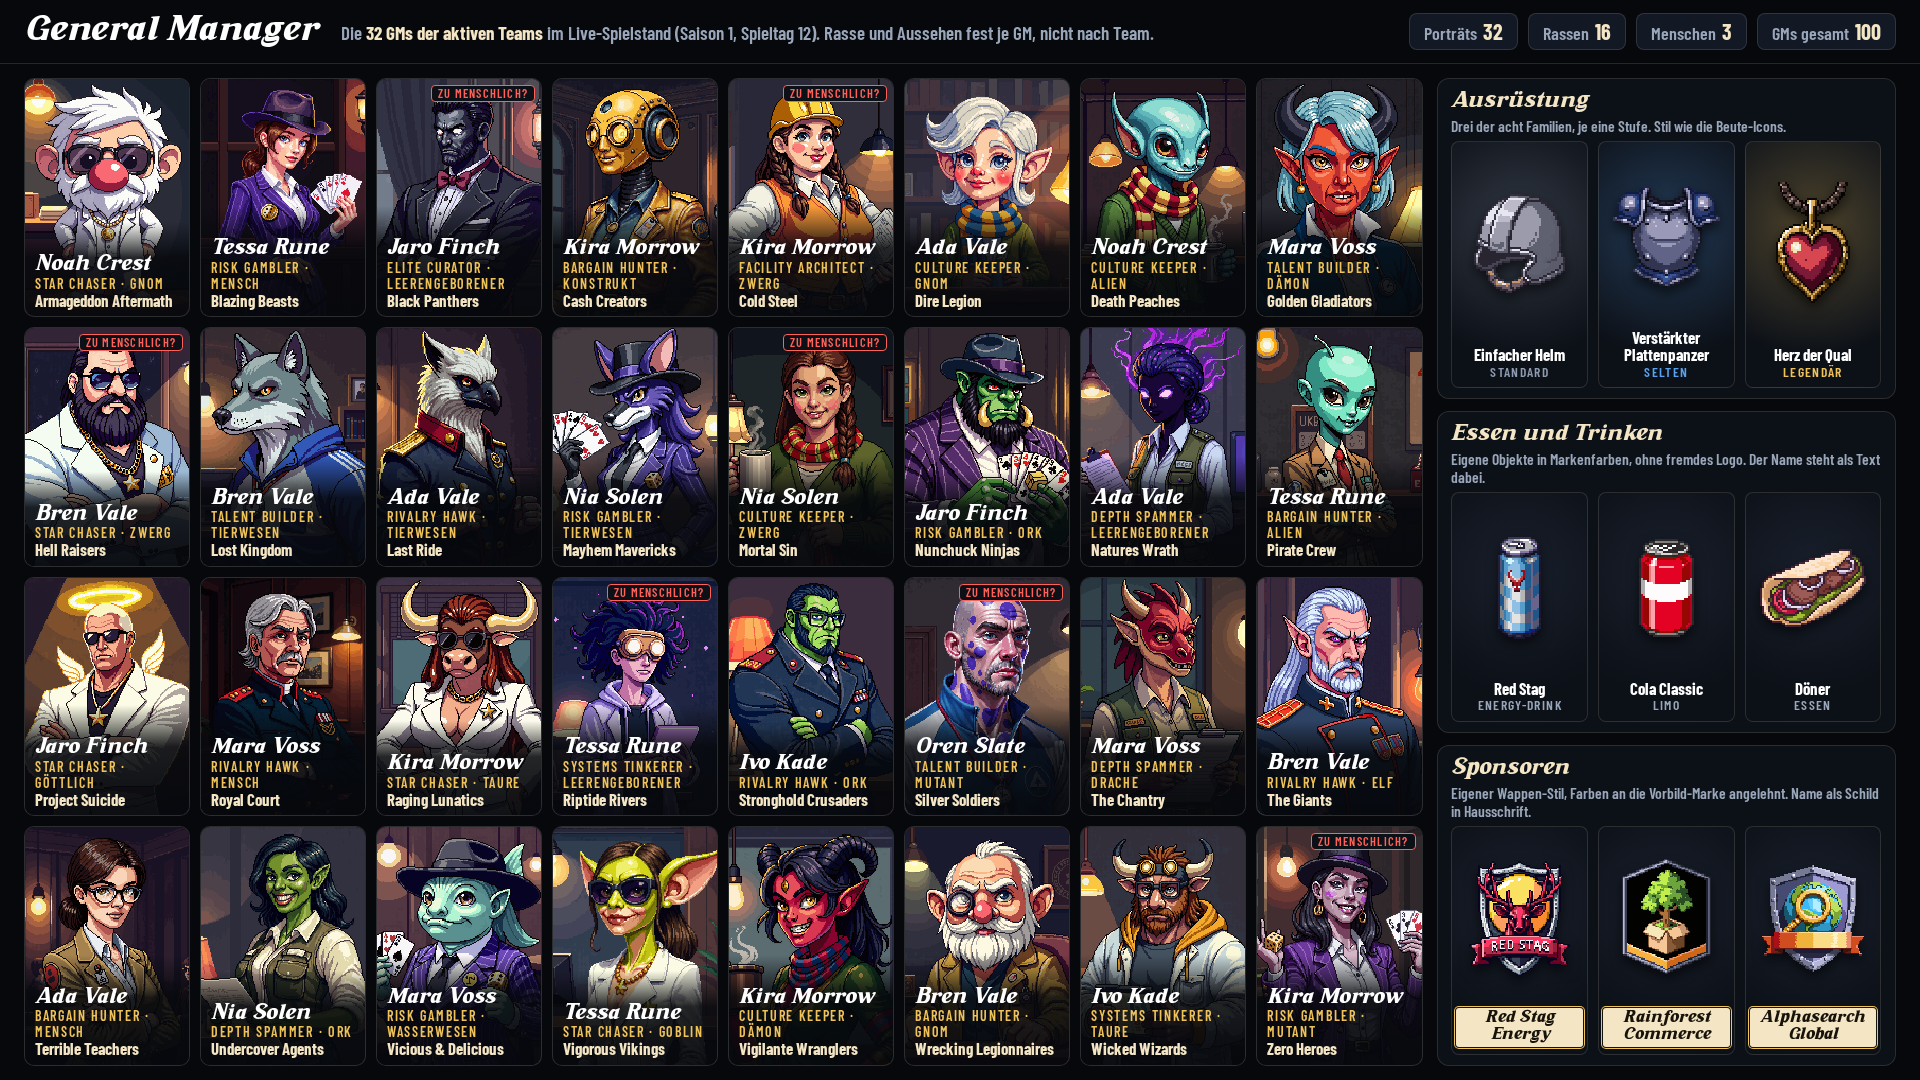 General Manager
Die 32 GMs der aktiven Teams im Live-Spielstand (Saison 1, Spieltag 12). Rasse und Aussehen fest je GM, nicht nach Team.
Porträts 32
Rassen 16
Menschen 3
GMs gesamt 100
Noah Crest
STAR CHASER · GNOM
Armageddon Aftermath
Tessa Rune
RISK GAMBLER ·
MENSCH
Blazing Beasts
ZU MENSCHLICH?
Jaro Finch
ELITE CURATOR ·
LEERENGEBORENER
Black Panthers
Kira Morrow
BARGAIN HUNTER ·
KONSTRUKT
Cash Creators
ZU MENSCHLICH?
Kira Morrow
FACILITY ARCHITECT ·
ZWERG
Cold Steel
Ada Vale
CULTURE KEEPER ·
GNOM
Dire Legion
Noah Crest
CULTURE KEEPER ·
ALIEN
Death Peaches
Mara Voss
TALENT BUILDER ·
DÄMON
Golden Gladiators
ZU MENSCHLICH?
Bren Vale
STAR CHASER · ZWERG
Hell Raisers
Bren Vale
TALENT BUILDER ·
TIERWESEN
Lost Kingdom
Ada Vale
RIVALRY HAWK ·
TIERWESEN
Last Ride
Nia Solen
RISK GAMBLER ·
TIERWESEN
Mayhem Mavericks
ZU MENSCHLICH?
Nia Solen
CULTURE KEEPER ·
ZWERG
Mortal Sin
Jaro Finch
RISK GAMBLER · ORK
Nunchuck Ninjas
Ada Vale
DEPTH SPAMMER ·
LEERENGEBORENER
Natures Wrath
Tessa Rune
BARGAIN HUNTER ·
ALIEN
Pirate Crew
Jaro Finch
STAR CHASER ·
GÖTTLICH
Project Suicide
Mara Voss
RIVALRY HAWK ·
MENSCH
Royal Court
Kira Morrow
STAR CHASER · TAURE
Raging Lunatics
ZU MENSCHLICH?
Tessa Rune
SYSTEMS TINKERER ·
LEERENGEBORENER
Riptide Rivers
Ivo Kade
RIVALRY HAWK · ORK
Stronghold Crusaders
ZU MENSCHLICH?
Oren Slate
TALENT BUILDER ·
MUTANT
Silver Soldiers
Mara Voss
DEPTH SPAMMER ·
DRACHE
The Chantry
Bren Vale
RIVALRY HAWK · ELF
The Giants
Ada Vale
BARGAIN HUNTER ·
MENSCH
Terrible Teachers
Nia Solen
DEPTH SPAMMER · ORK
Undercover Agents
Mara Voss
RISK GAMBLER ·
WASSERWESEN
Vicious & Delicious
Tessa Rune
STAR CHASER · GOBLIN
Vigorous Vikings
Kira Morrow
CULTURE KEEPER ·
DÄMON
Vigilante Wranglers
Bren Vale
BARGAIN HUNTER ·
GNOM
Wrecking Legionnaires
Ivo Kade
SYSTEMS TINKERER ·
TAURE
Wicked Wizards
ZU MENSCHLICH?
Kira Morrow
RISK GAMBLER ·
MUTANT
Zero Heroes
Ausrüstung
Drei der acht Familien, je eine Stufe. Stil wie die Beute-Icons.
Einfacher Helm
STANDARD
Verstärkter
Plattenpanzer
SELTEN
Herz der Qual
LEGENDÄR
Essen und Trinken
Eigene Objekte in Markenfarben, ohne fremdes Logo. Der Name steht als Text
dabei.
Red Stag
ENERGY-DRINK
Cola Classic
LIMO
Döner
ESSEN
Sponsoren
Eigener Wappen-Stil, Farben an die Vorbild-Marke angelehnt. Name als Schild
in Hausschrift.
RED STAG
Red Stag
Energy
Rainforest
Commerce
Alphasearch
Global